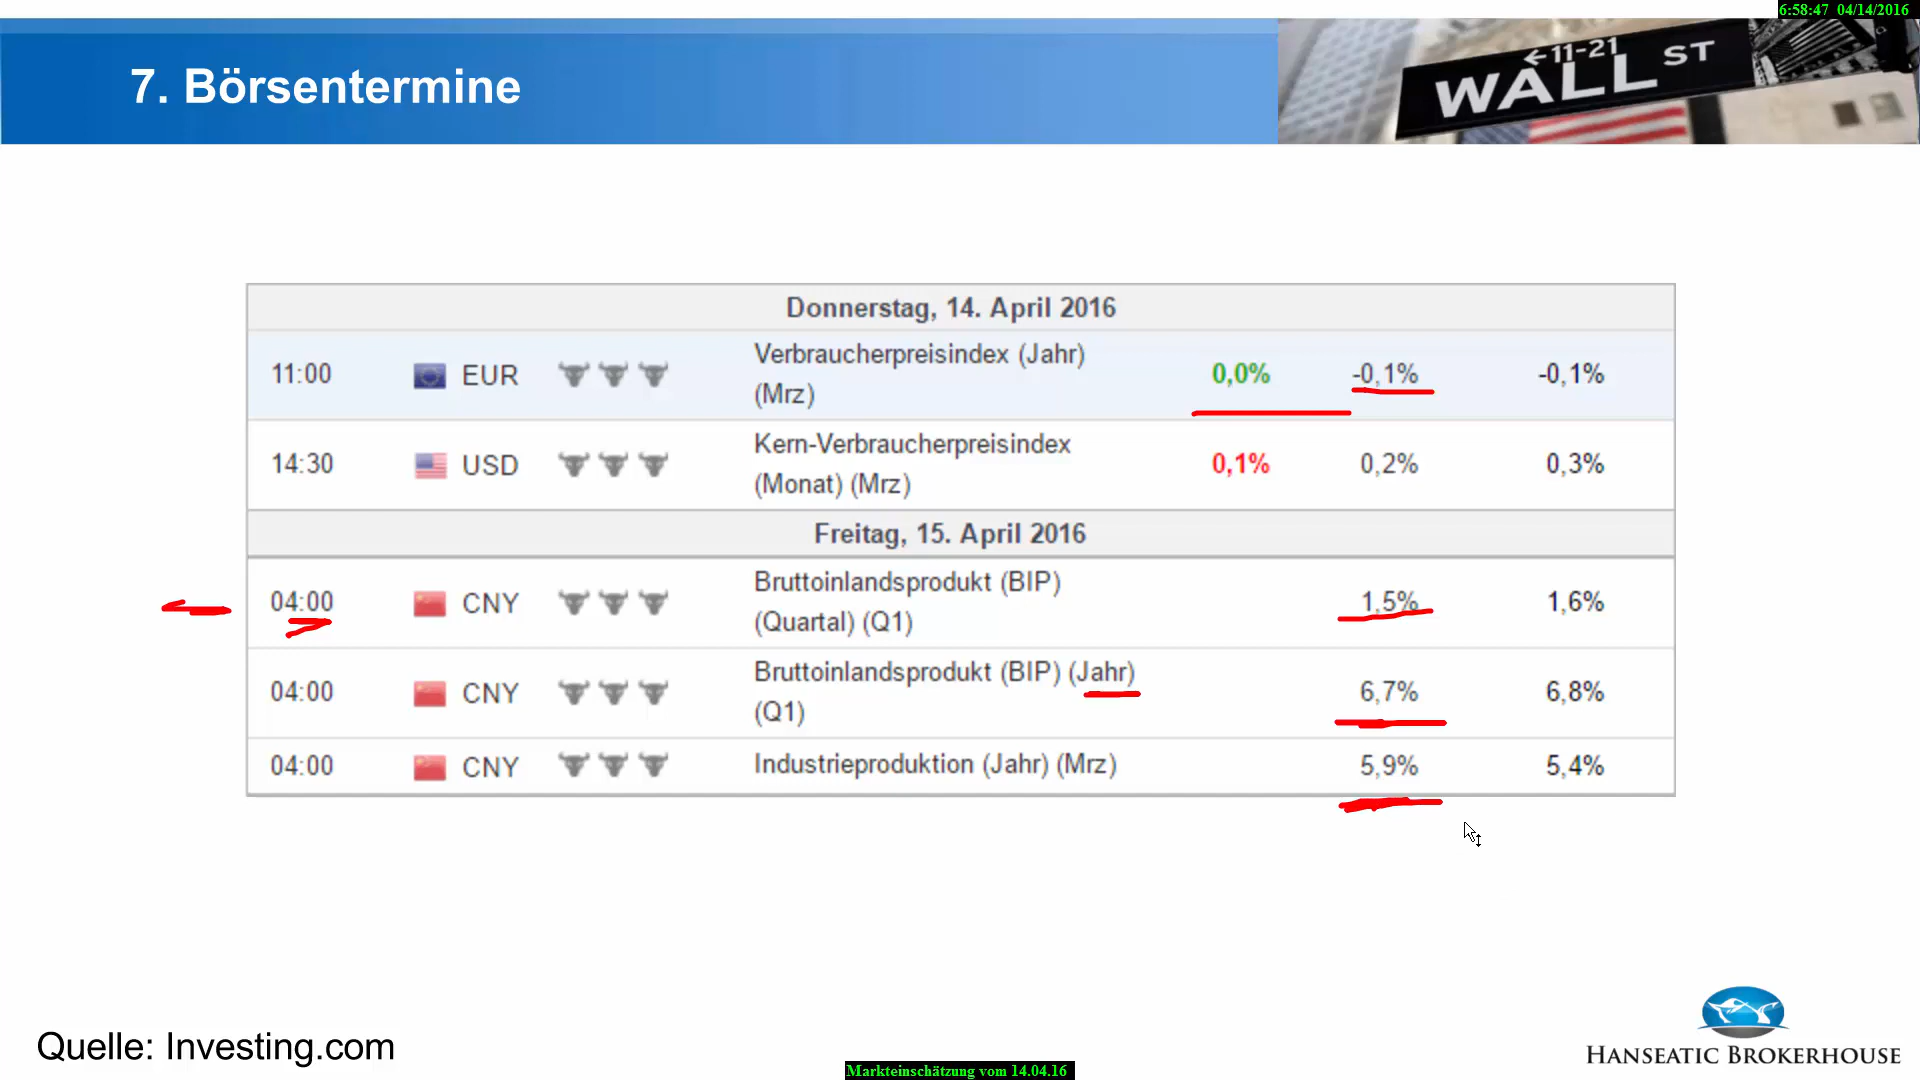 6:58:47 04/14/2016
7. Börsentermine
←11-21
WALL ST
Donnerstag, 14. April 2016
11:00 EUR Verbraucherpreisindex (Jahr) (Mrz) 0,0% -0,1% -0,1%
14:30 USD Kern-Verbraucherpreisindex (Monat) (Mrz) 0,1% 0,2% 0,3%
Freitag, 15. April 2016
04:00 CNY Bruttoinlandsprodukt (BIP) (Quartal) (Q1) 1,5% 1,6%
04:00 CNY Bruttoinlandsprodukt (BIP) (Jahr) (Q1) 6,7% 6,8%
04:00 CNY Industrieproduktion (Jahr) (Mrz) 5,9% 5,4%
Quelle: Investing.com
HANSEATIC BROKERHOUSE
Markteinschätzung vom 14.04.16